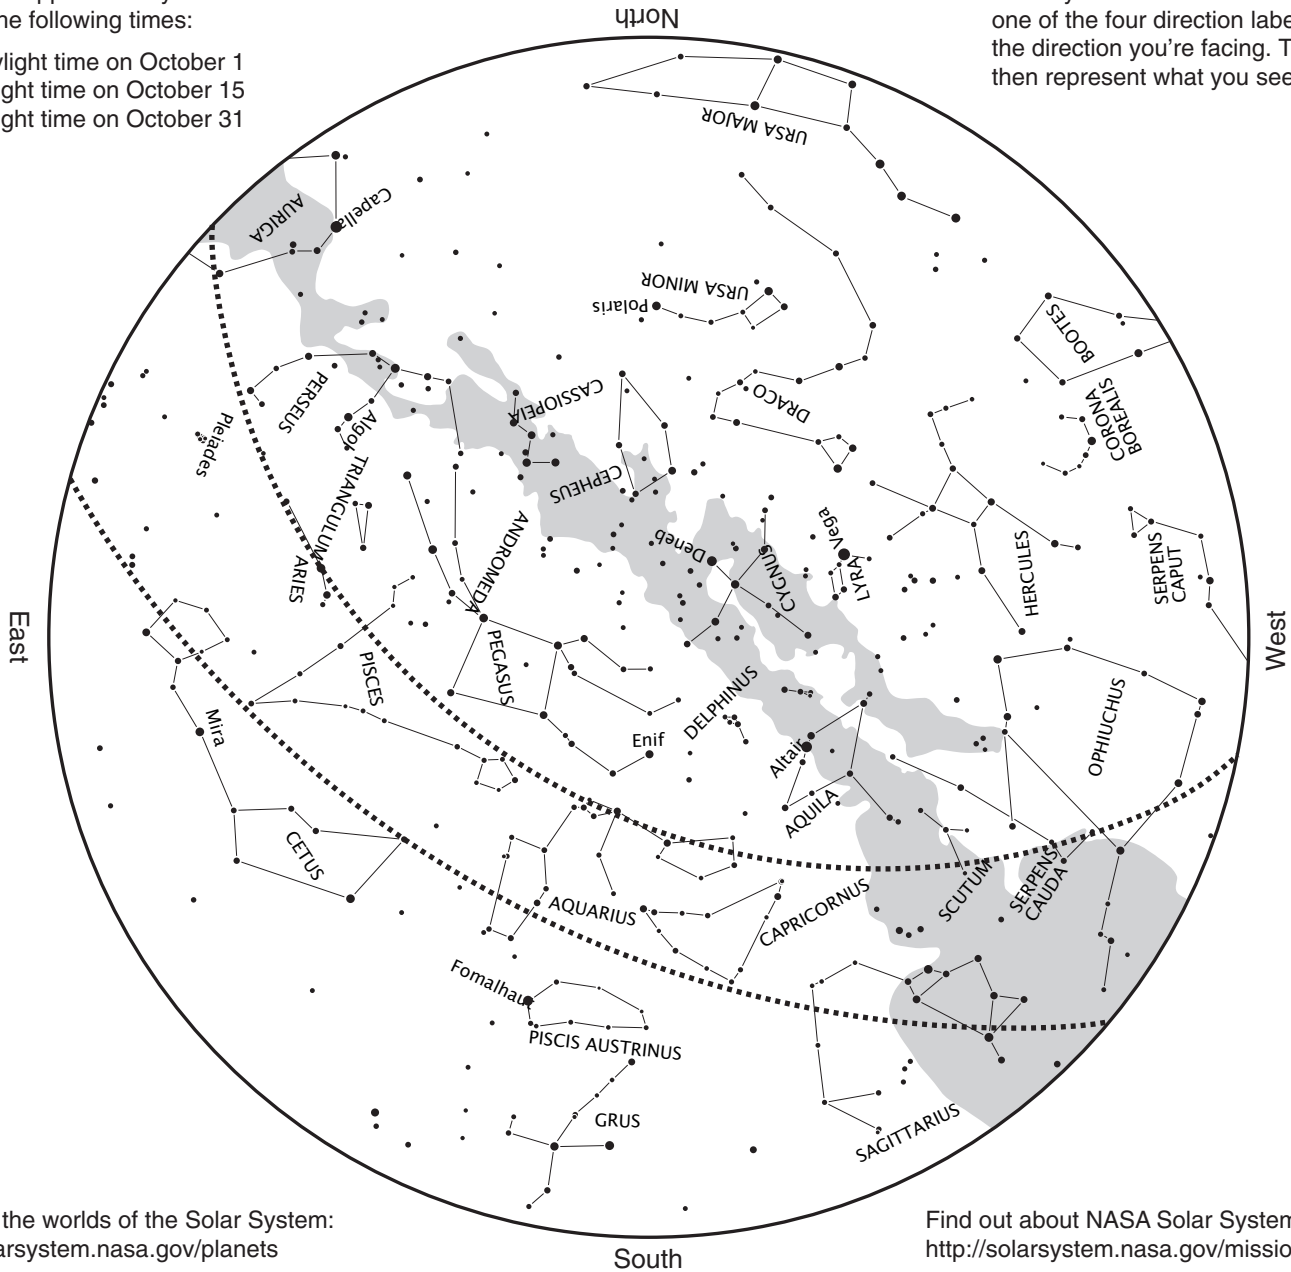 he following times:
light time on October 1
ght time on October 15
ght time on October 31
North
one of the four direction labe
the direction you're facing. T
then represent what you see
URSA MAJOR
Capella
AURIGA
URSA MINOR
Polaris
BOOTES
CASSIOPEIA
DRACO
CORONA
BOREALIS
PERSEUS
Algol
Pleiades
TRIANGULUM
CEPHEUS
ANDROMEDA
Deneb
CYGNUS
Vega
LYRA
HERCULES
SERPENS
CAPUT
ARIES
East
West
PISCES
PEGASUS
DELPHINUS
OPHIUCHUS
Mira
Enif
Altair
AQUILA
CETUS
AQUARIUS
CAPRICORNUS
SCUTUM
SERPENS
CAUDA
Fomalhaut
PISCIS AUSTRINUS
GRUS
SAGITTARIUS
the worlds of the Solar System:
arsystem.nasa.gov/planets
South
Find out about NASA Solar System
http://solarsystem.nasa.gov/missio